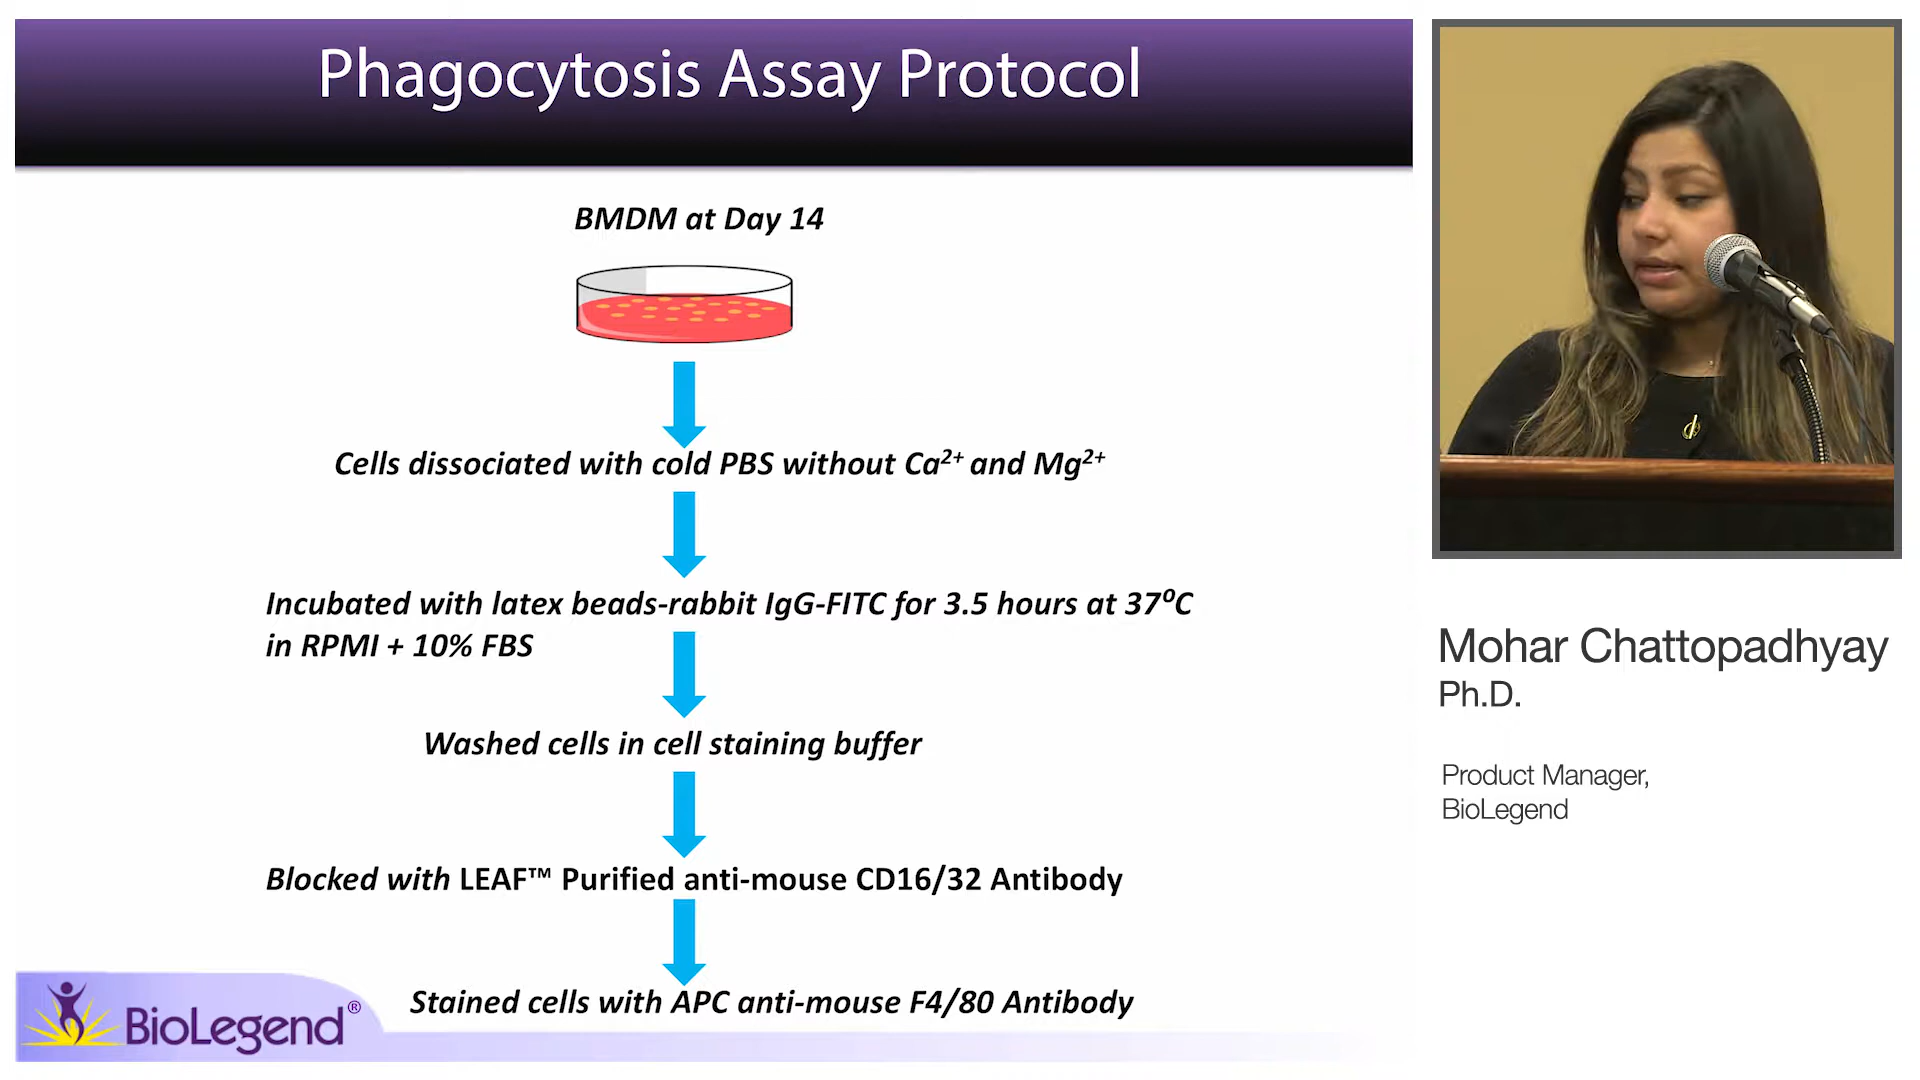 Phagocytosis Assay Protocol
BMDM at Day 14
Cells dissociated with cold PBS without Ca²⁺ and Mg²⁺
Incubated with latex beads-rabbit IgG-FITC for 3.5 hours at 37⁰C
in RPMI + 10% FBS
Washed cells in cell staining buffer
Blocked with LEAF™ Purified anti-mouse CD16/32 Antibody
Stained cells with APC anti-mouse F4/80 Antibody
BioLegend®
Mohar Chattopadhyay
Ph.D.
Product Manager,
BioLegend